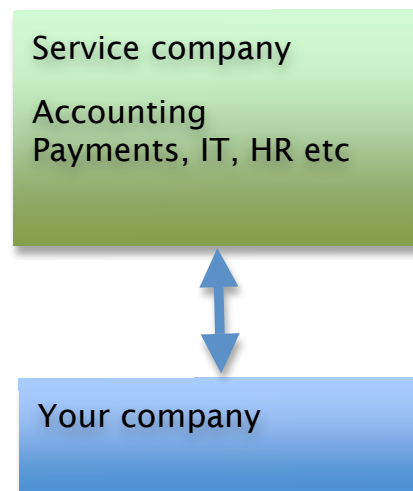 Service company
Accounting
Payments, IT, HR etc
Your company